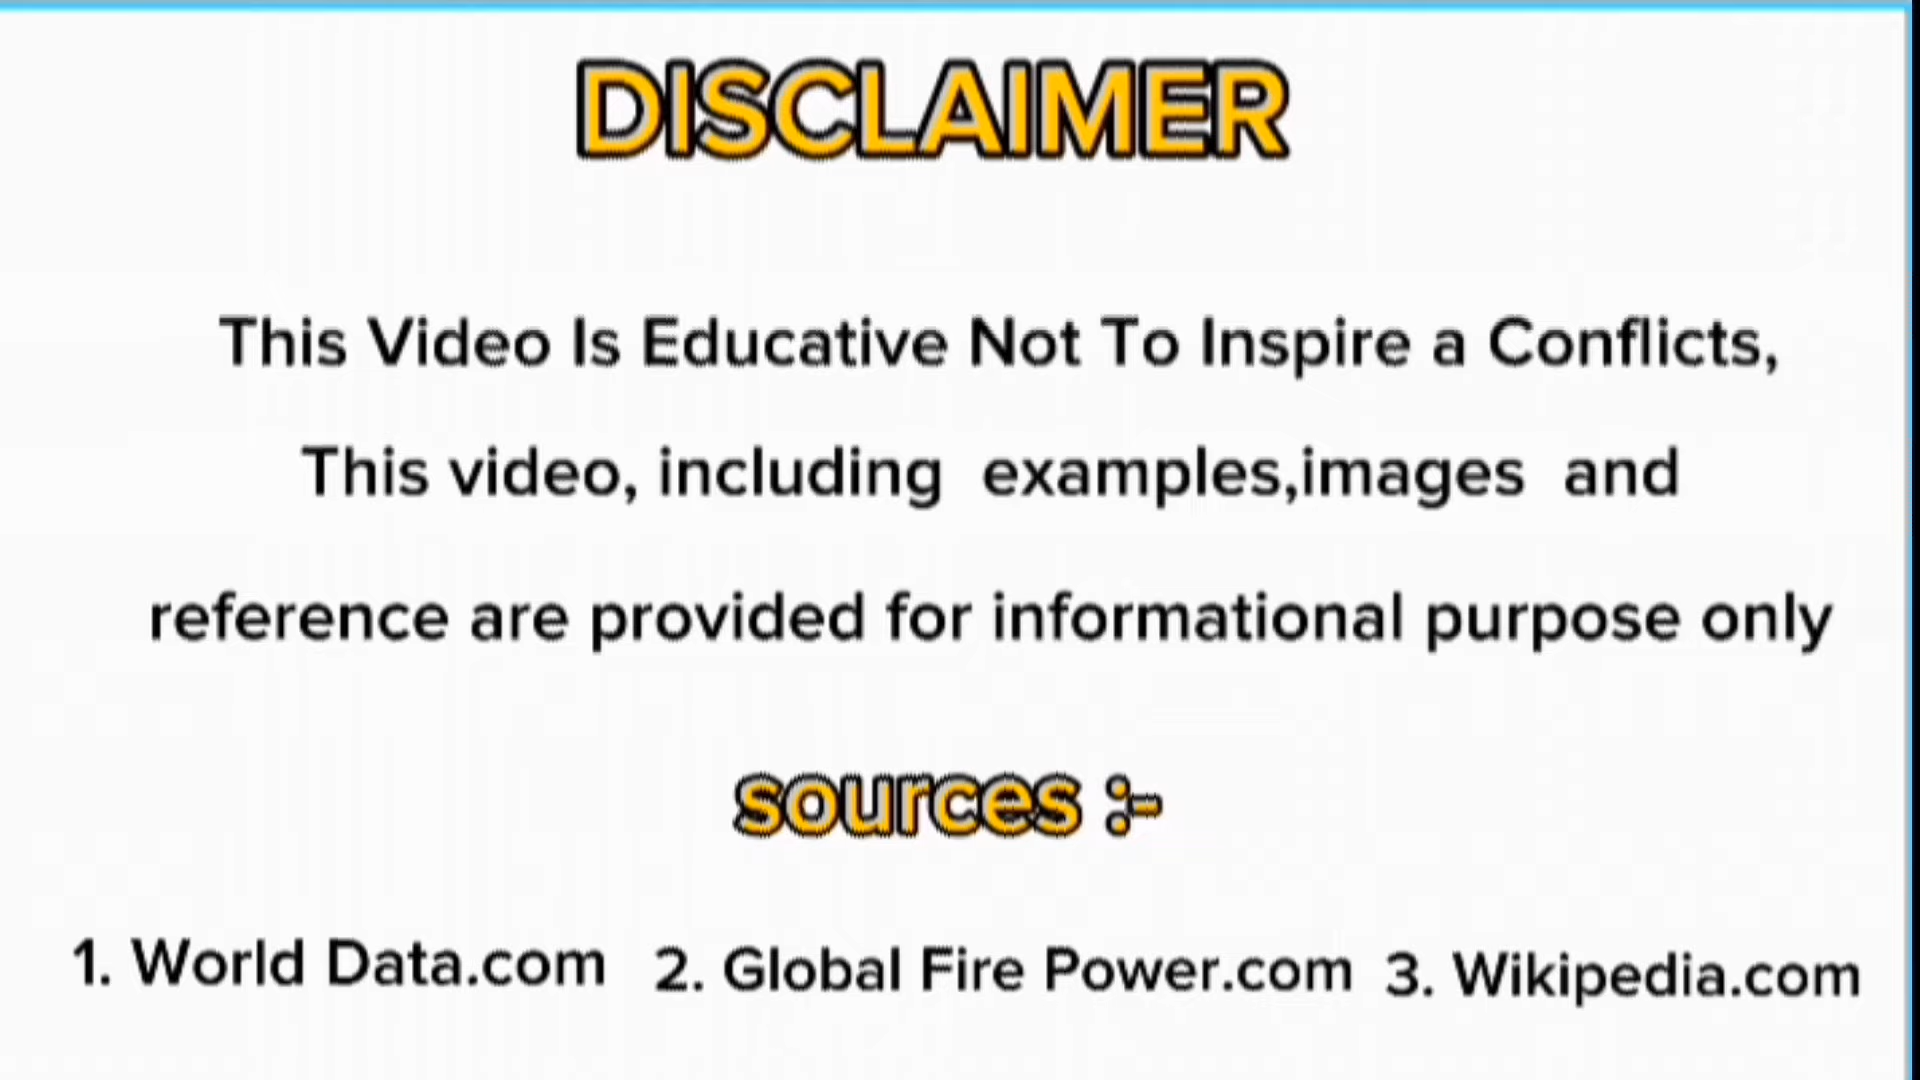 DISCLAIMER
This Video Is Educative Not To Inspire a Conflicts,
This video, including examples,images and
reference are provided for informational purpose only
sources :-
1. World Data.com 2. Global Fire Power.com 3. Wikipedia.com